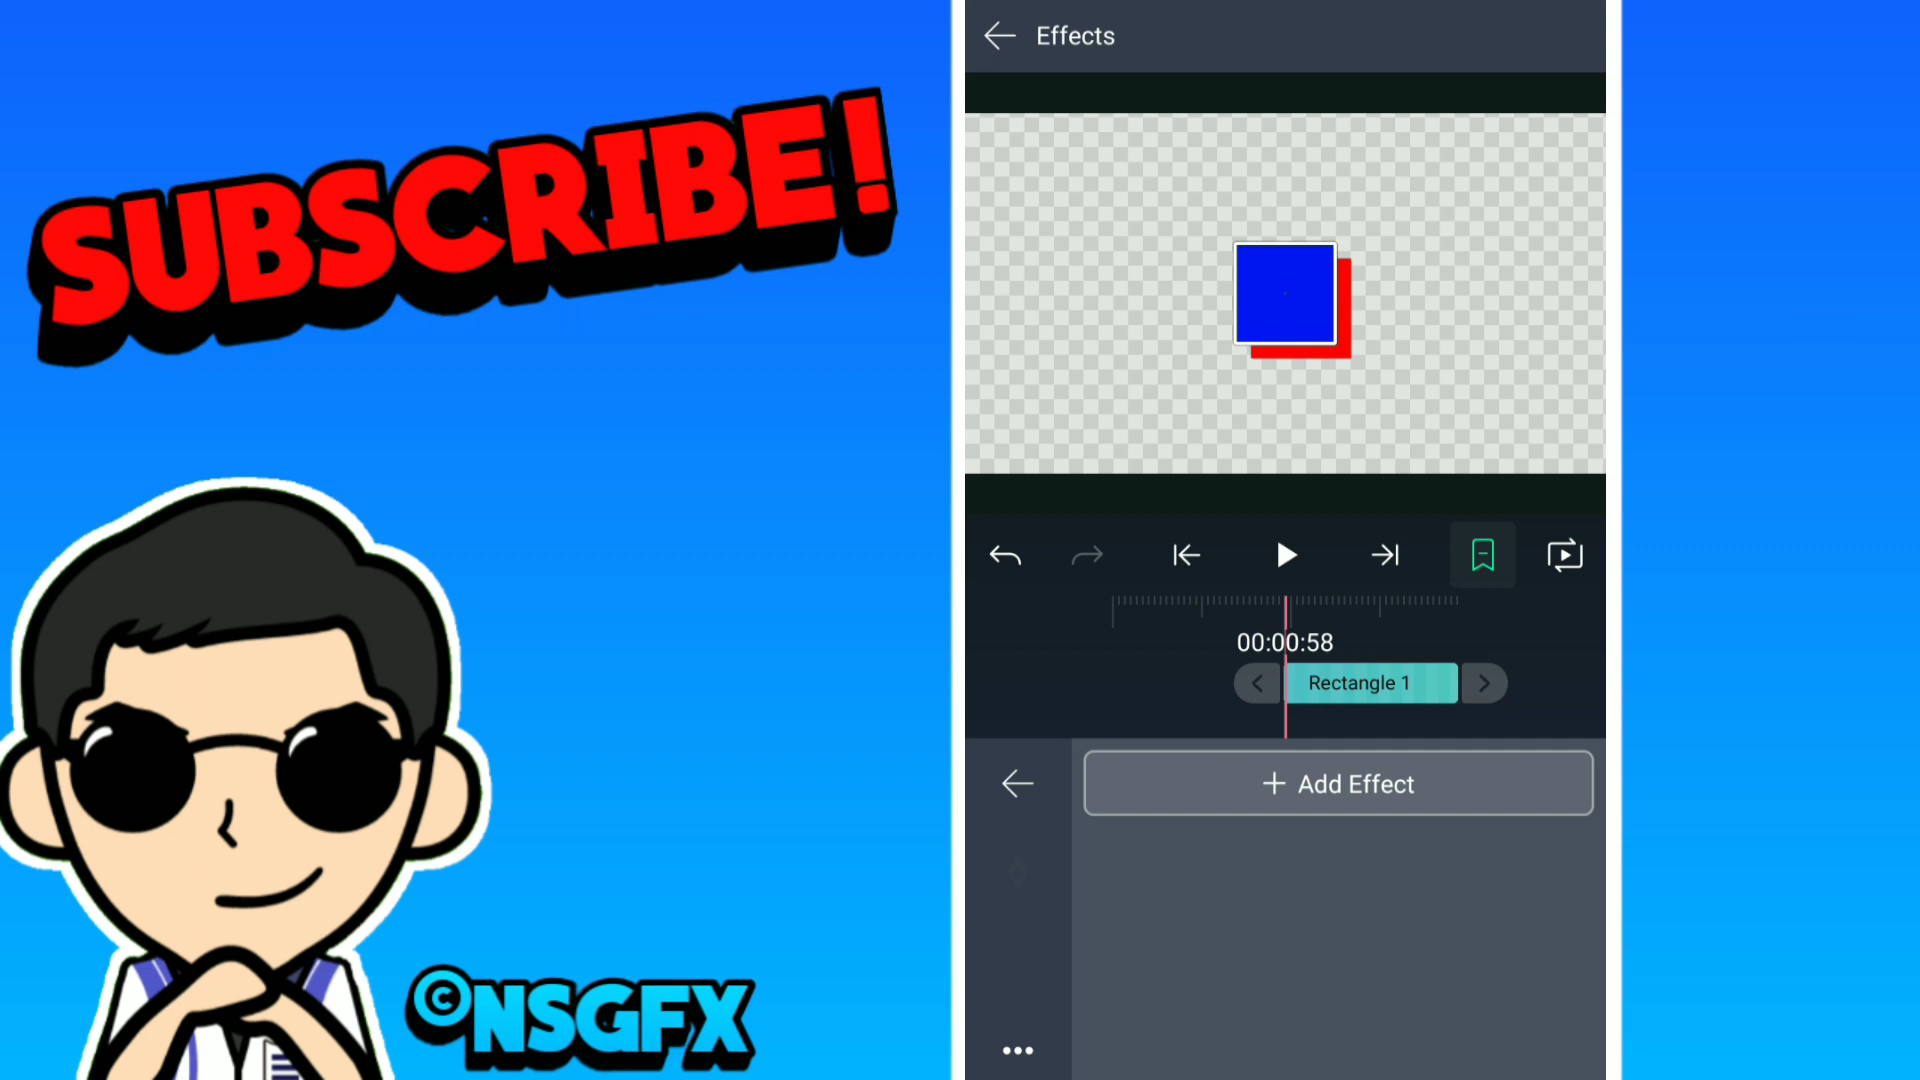 SUBSCRIBE!
©NSGFX
Effects
00:00:58
Rectangle 1
+ Add Effect